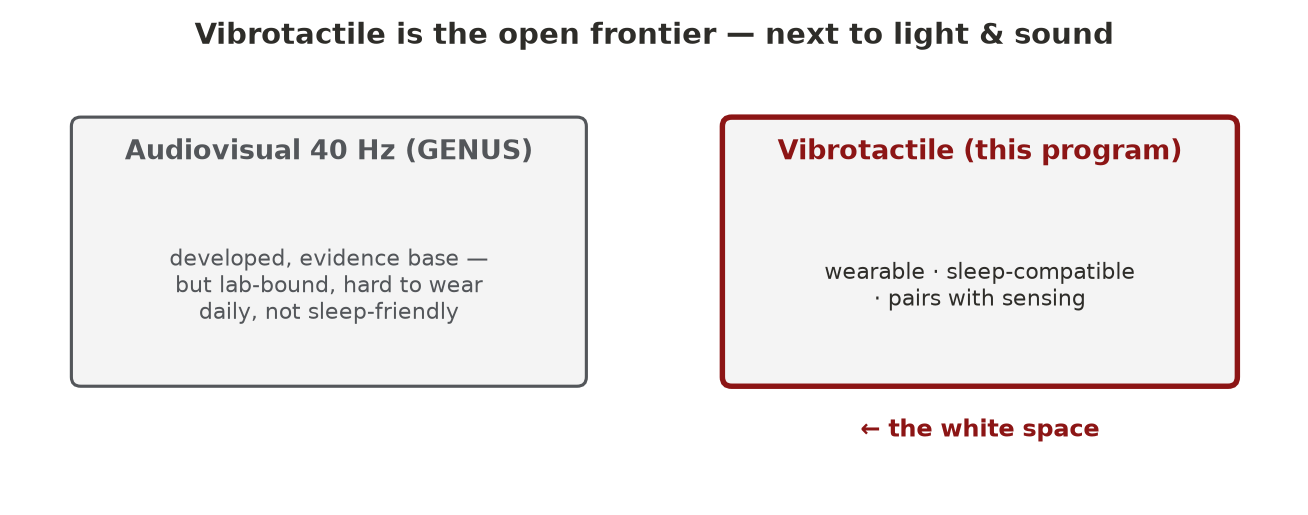 Vibrotactile is the open frontier — next to light & sound
Audiovisual 40 Hz (GENUS)
developed, evidence base —
but lab-bound, hard to wear
daily, not sleep-friendly
Vibrotactile (this program)
wearable · sleep-compatible
· pairs with sensing
← the white space